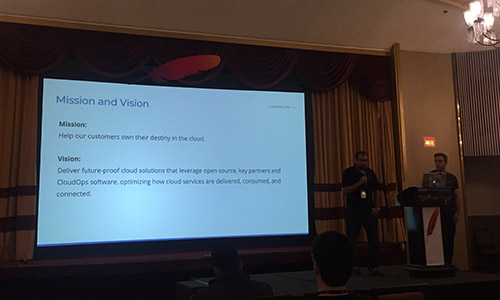 Mission and Vision
Mission:
Help our customers own their destiny in the cloud.
Vision:
Deliver future-proof cloud solutions that leverage open source, key partners and
CloudOps software, optimizing how cloud services are delivered, consumed, and
connected.